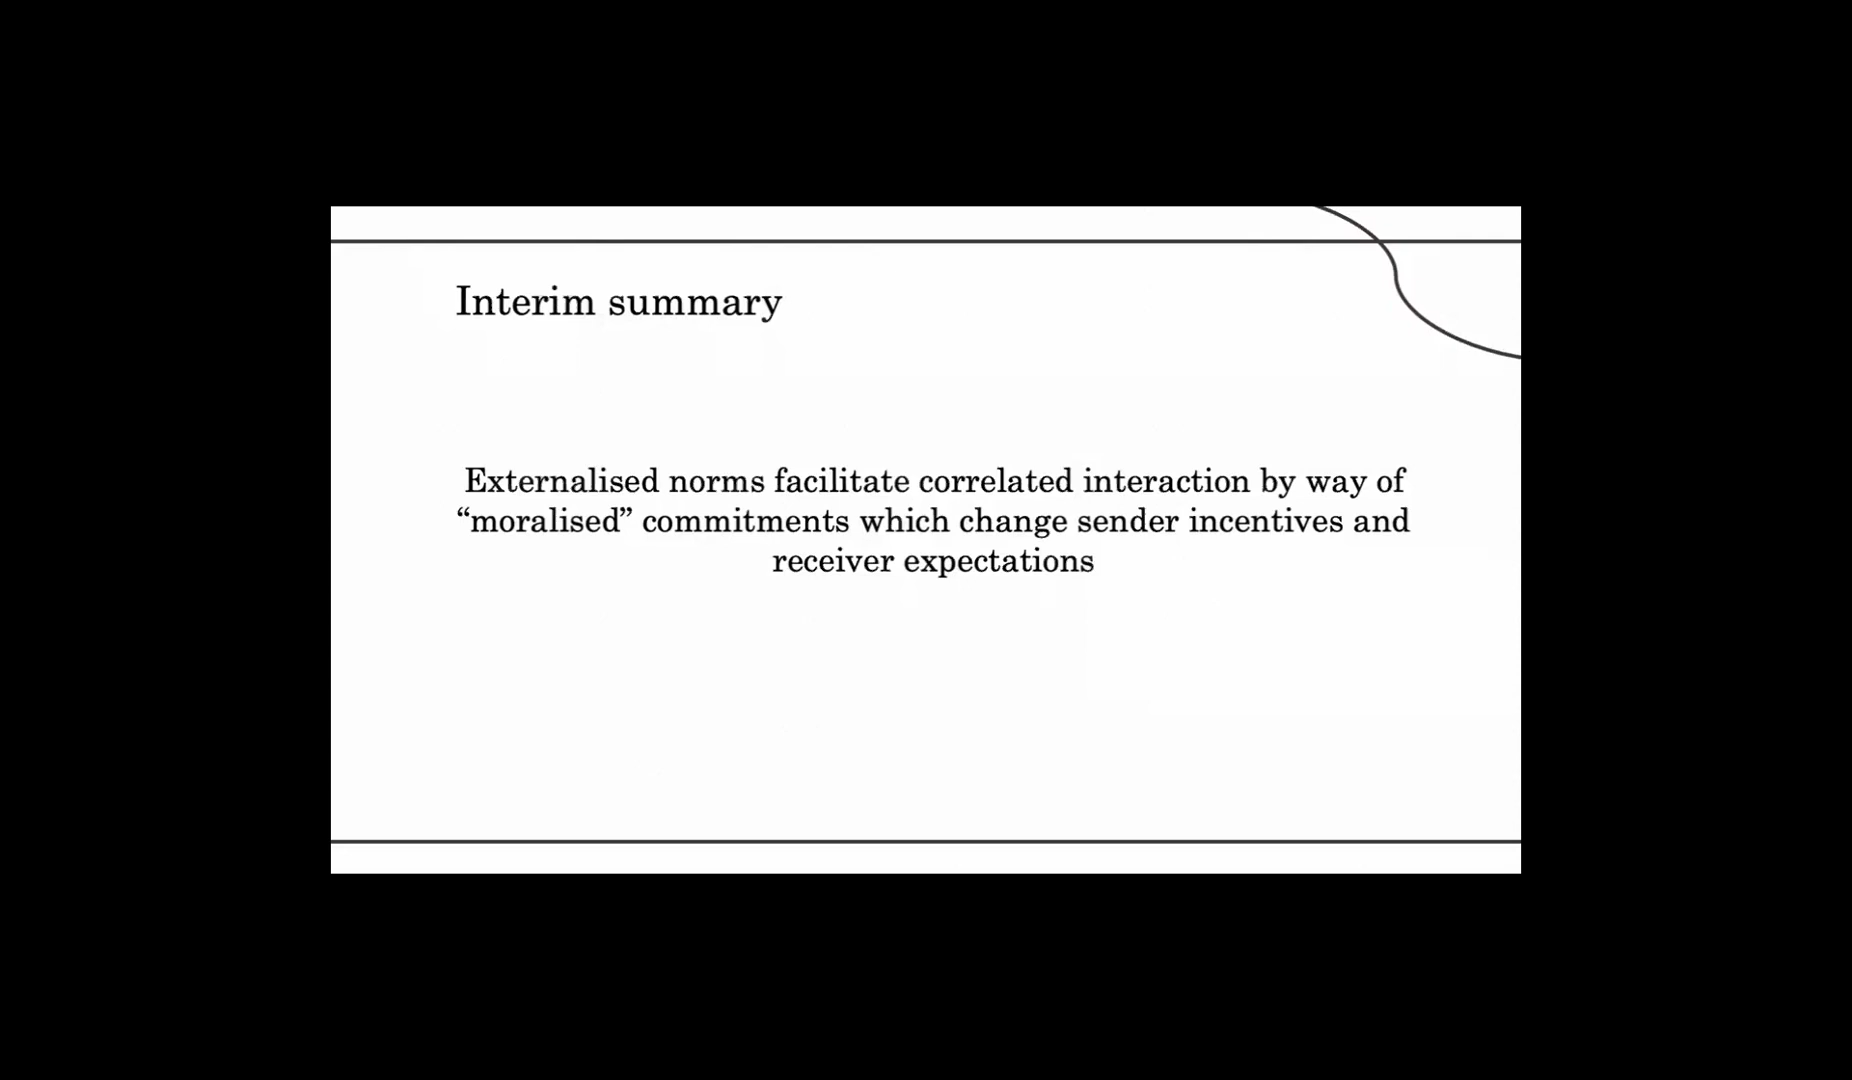 Interim summary
Externalised norms facilitate correlated interaction by way of
“moralised” commitments which change sender incentives and
receiver expectations